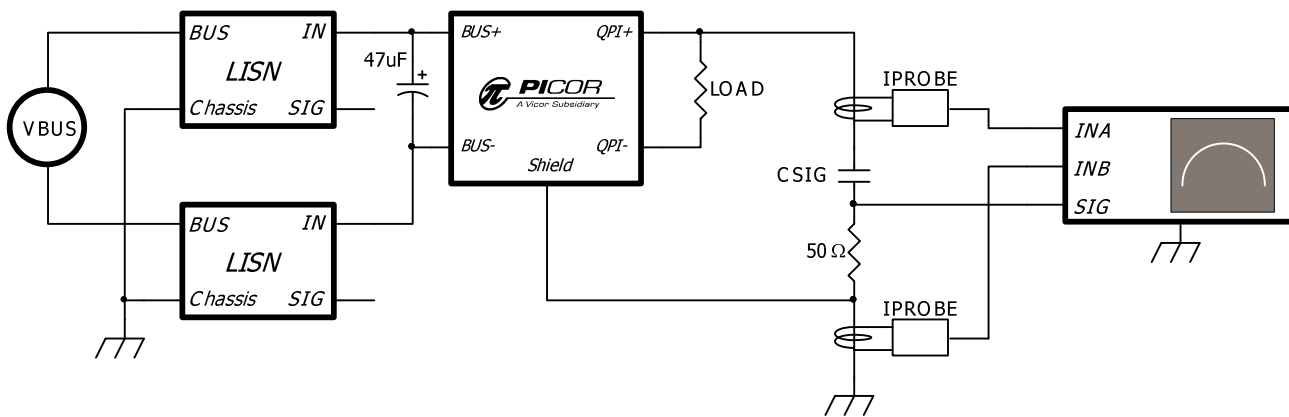 VBUS
BUS
IN
LISN
Chassis
SIG
BUS
IN
LISN
Chassis
SIG
47uF
+
BUS+
QPI+
π PICOR
A Vicor Subsidiary
BUS-
QPI-
Shield
LOAD
IPROBE
CSIG
50 Ω
IPROBE
INA
INB
SIG